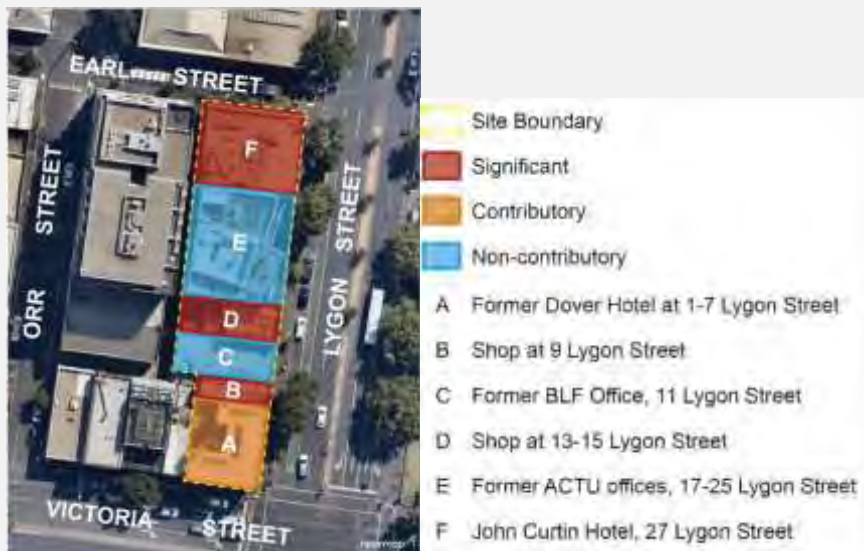 EARL STREET
F
E
D
C
B
A
ORR STREET
LYGON STREET
VICTORIA STREET
Site Boundary
Significant
Contributory
Non-contributory
A Former Dover Hotel at 1-7 Lygon Street
B Shop at 9 Lygon Street
C Former BLF Office, 11 Lygon Street
D Shop at 13-15 Lygon Street
E Former ACTU offices, 17-25 Lygon Street
F John Curtin Hotel, 27 Lygon Street